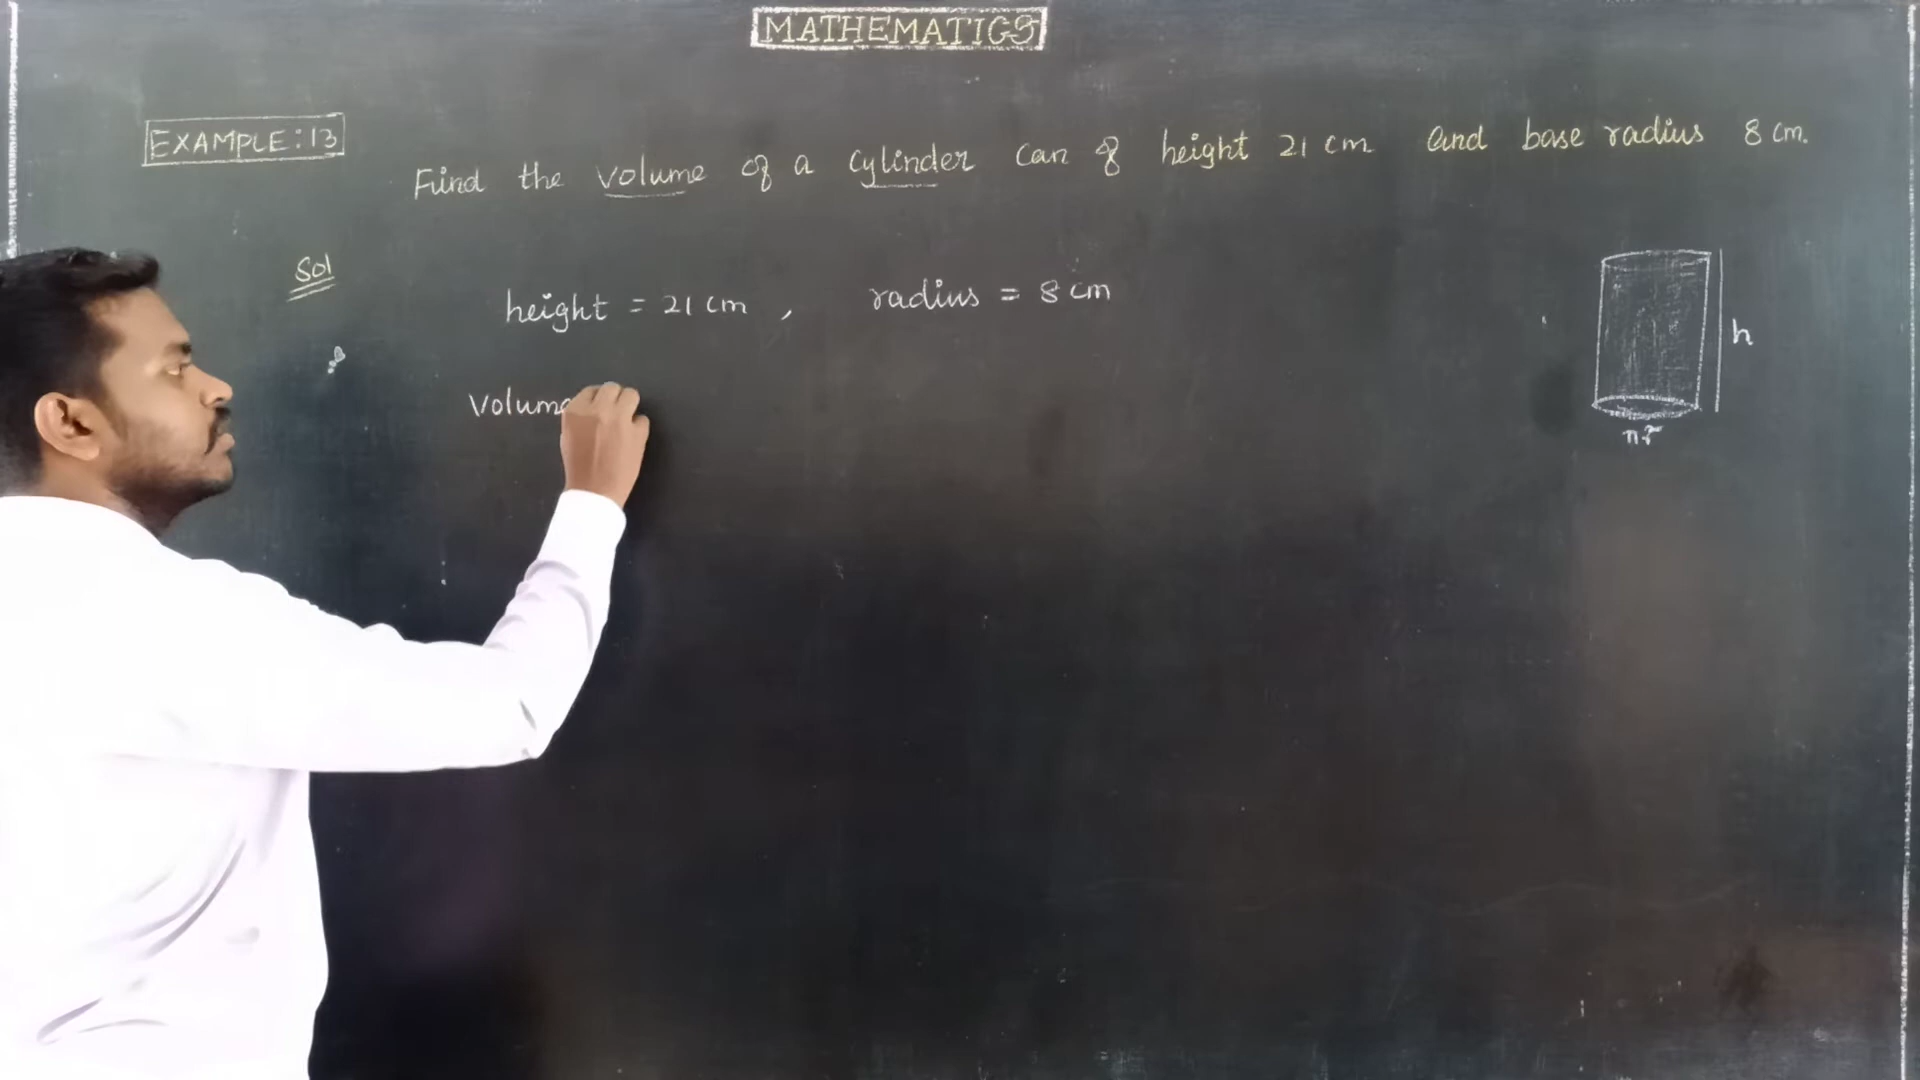 MATHEMATICS
EXAMPLE:13
Find the volume of a cylinder can of height 21 cm and base radius 8 cm.
Sol
height = 21 cm , radius = 8 cm
Volume
h